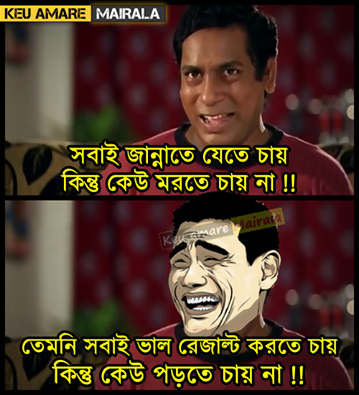 KEU AMARE MAIRALA
সবাই জান্নাতে যেতে চায়
কিন্তু কেউ মরতে চায় না !!
Keu Amare Mairala
তেমনি সবাই ভাল রেজাল্ট করতে চায়
কিন্তু কেউ পড়তে চায় না !!